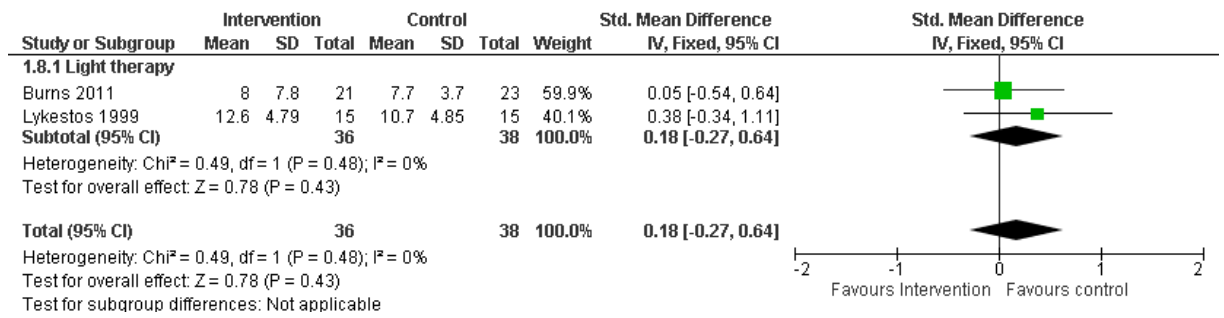 Intervention Control Std. Mean Difference Std. Mean Difference
Study or Subgroup Mean SD Total Mean SD Total Weight IV, Fixed, 95% CI IV, Fixed, 95% CI
1.8.1 Light therapy
Burns 2011 8 7.8 21 7.7 3.7 23 59.9% 0.05 [-0.54, 0.64]
Lykestos 1999 12.6 4.79 15 10.7 4.85 15 40.1% 0.38 [-0.34, 1.11]
Subtotal (95% CI) 36 38 100.0% 0.18 [-0.27, 0.64]
Heterogeneity: Chi² = 0.49, df = 1 (P = 0.48); I² = 0%
Test for overall effect: Z = 0.78 (P = 0.43)
Total (95% CI) 36 38 100.0% 0.18 [-0.27, 0.64]
Heterogeneity: Chi² = 0.49, df = 1 (P = 0.48); I² = 0%
Test for overall effect: Z = 0.78 (P = 0.43)
Test for subgroup differences: Not applicable
-2 -1 0 1 2
Favours Intervention Favours control